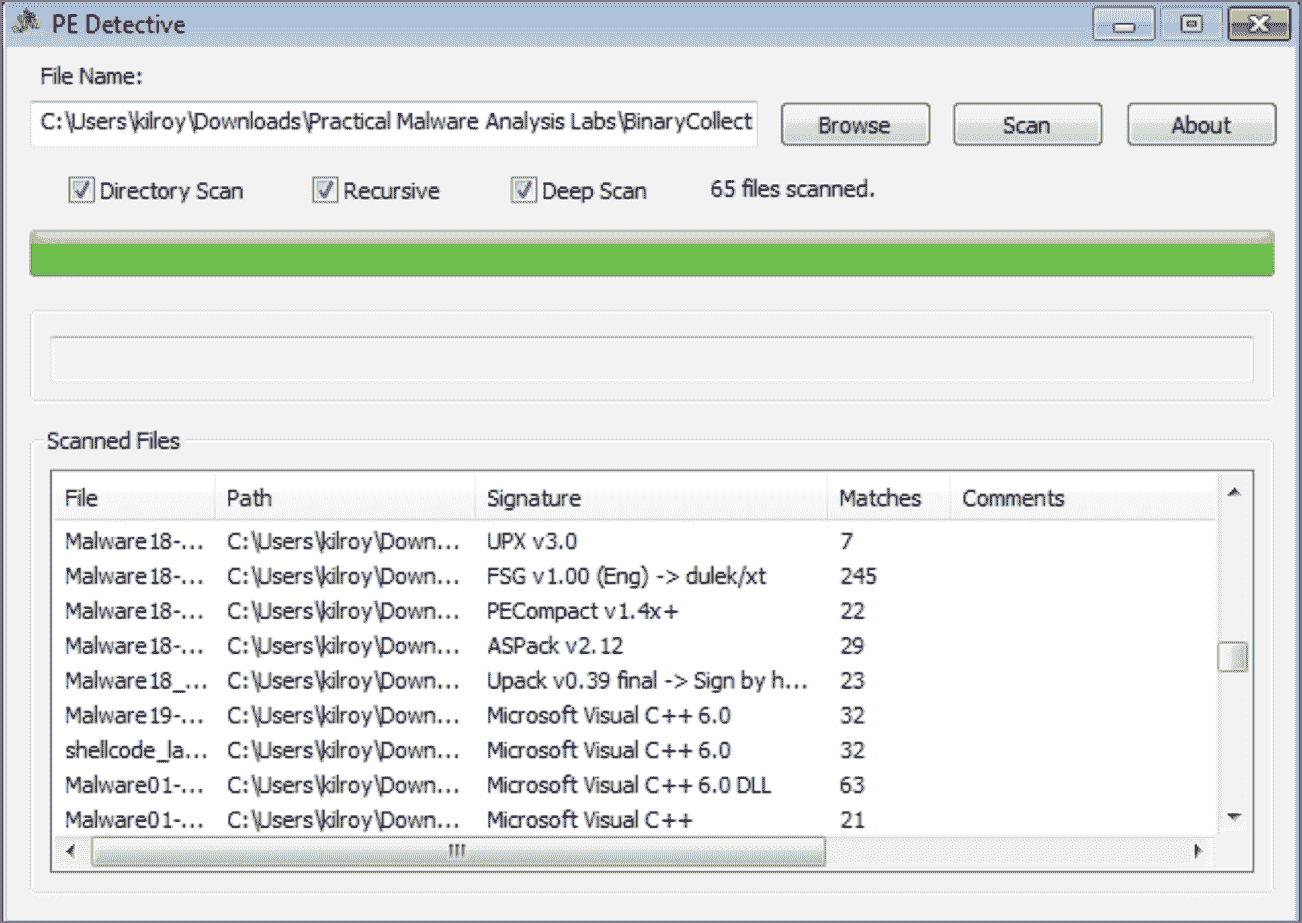 PE Detective
File Name:
C:\Users\kilroy\Downloads\Practical Malware Analysis Labs\BinaryCollect
Browse
Scan
About
Directory Scan
Recursive
Deep Scan
65 files scanned.
Scanned Files
File Path Signature Matches Comments
Malware18-... C:\Users\kilroy\Down... UPX v3.0 7
Malware18-... C:\Users\kilroy\Down... FSG v1.00 (Eng) -> dulek/xt 245
Malware18-... C:\Users\kilroy\Down... PECompact v1.4x+ 22
Malware18-... C:\Users\kilroy\Down... ASPack v2.12 29
Malware18_... C:\Users\kilroy\Down... Upack v0.39 final -> Sign by h... 23
Malware19-... C:\Users\kilroy\Down... Microsoft Visual C++ 6.0 32
shellcode_la... C:\Users\kilroy\Down... Microsoft Visual C++ 6.0 32
Malware01-... C:\Users\kilroy\Down... Microsoft Visual C++ 6.0 DLL 63
Malware01-... C:\Users\kilroy\Down... Microsoft Visual C++ 21